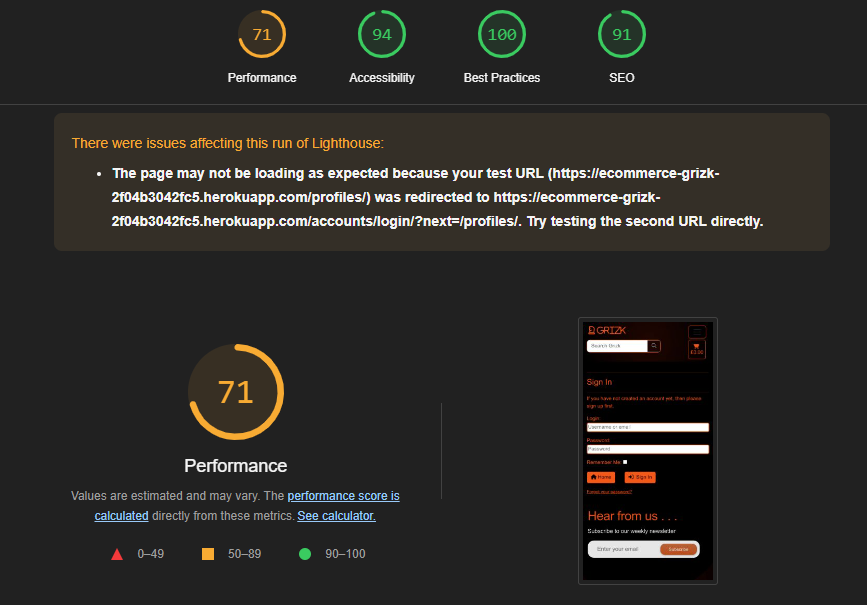 71
94
100
91
Performance
Accessibility
Best Practices
SEO
There were issues affecting this run of Lighthouse:
• The page may not be loading as expected because your test URL (https://ecommerce-grizk-
2f04b3042fc5.herokuapp.com/profiles/) was redirected to https://ecommerce-grizk-
2f04b3042fc5.herokuapp.com/accounts/login/?next=/profiles/. Try testing the second URL directly.
71
Performance
Values are estimated and may vary. The performance score is
calculated directly from these metrics. See calculator.
0–49
50–89
90–100
GRIZK
Search Grizk
£0.00
Sign In
If you have not created an account yet, then please
sign up first.
Login
Username or email
Password
Password
Remember Me
Home
Sign In
Forgot your password?
Hear from us . . .
Subscribe to our weekly newsletter
Enter your email
Subscribe